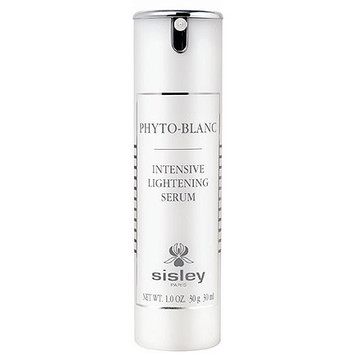 PHYTO-BLANC
INTENSIVE
LIGHTENING
SERUM
sisley
PARIS
NET WT. 1.0 OZ. 30 g 30 ml